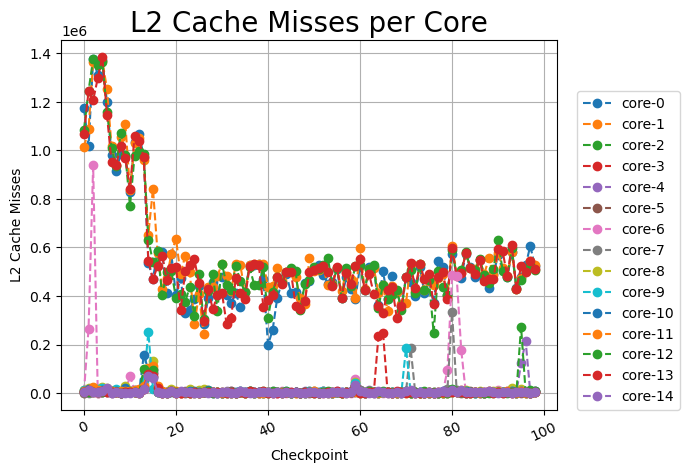 L2 Cache Misses per Core
1e6
1.4
1.2
1.0
0.8
0.6
0.4
0.2
0.0
L2 Cache Misses
0
20
40
60
80
100
Checkpoint
core-0
core-1
core-2
core-3
core-4
core-5
core-6
core-7
core-8
core-9
core-10
core-11
core-12
core-13
core-14